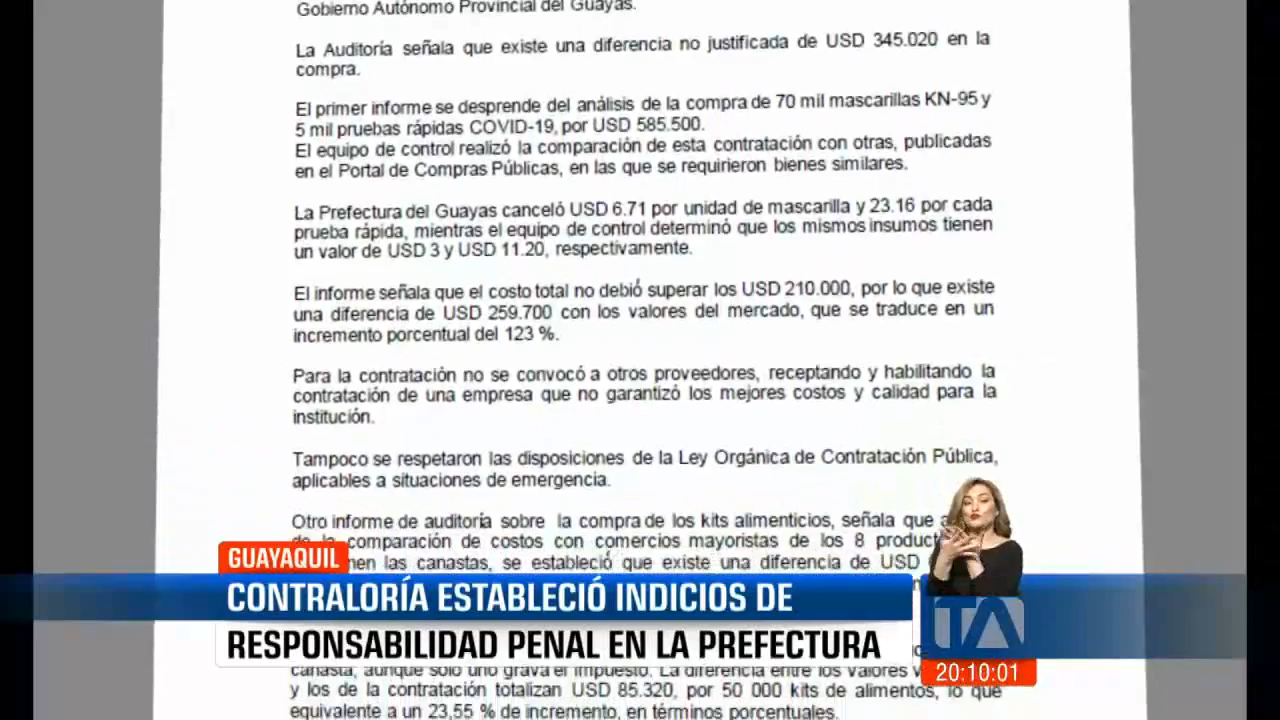 Gobierno Autónomo Provincial del Guayas.
La Auditoría señala que existe una diferencia no justificada de USD 345.020 en la
compra.
El primer informe se desprende del análisis de la compra de 70 mil mascarillas KN-95 y
5 mil pruebas rápidas COVID-19, por USD 585.500.
El equipo de control realizó la comparación de esta contratación con otras, publicadas
en el Portal de Compras Públicas, en las que se requirieron bienes similares.
La Prefectura del Guayas canceló USD 6.71 por unidad de mascarilla y 23.16 por cada
prueba rápida, mientras el equipo de control determinó que los mismos insumos tienen
un valor de USD 3 y USD 11.20, respectivamente.
El informe señala que el costo total no debió superar los USD 210.000, por lo que existe
una diferencia de USD 259.700 con los valores del mercado, que se traduce en un
incremento porcentual del 123 %.
Para la contratación no se convocó a otros proveedores, receptando y habilitando la
contratación de una empresa que no garantizó los mejores costos y calidad para la
institución.
Tampoco se respetaron las disposiciones de la Ley Orgánica de Contratación Pública,
aplicables a situaciones de emergencia.
Otro informe de auditoría sobre la compra de los kits alimenticios, señala que
de la comparación de costos con comercios mayoristas de los 8
las canastas, se estableció que existe una diferencia de USD
GUAYAQUIL
CONTRALORÍA ESTABLECIÓ INDICIOS DE
RESPONSABILIDAD PENAL EN LA PREFECTURA
TA
20:10:01
canasta, aunque solo uno grava el impuesto. La diferencia entre los valores
y los de la contratación totalizan USD 85.320, por 50 000 kits de alimentos, lo que
equivalente a un 23,55 % de incremento, en términos porcentuales.